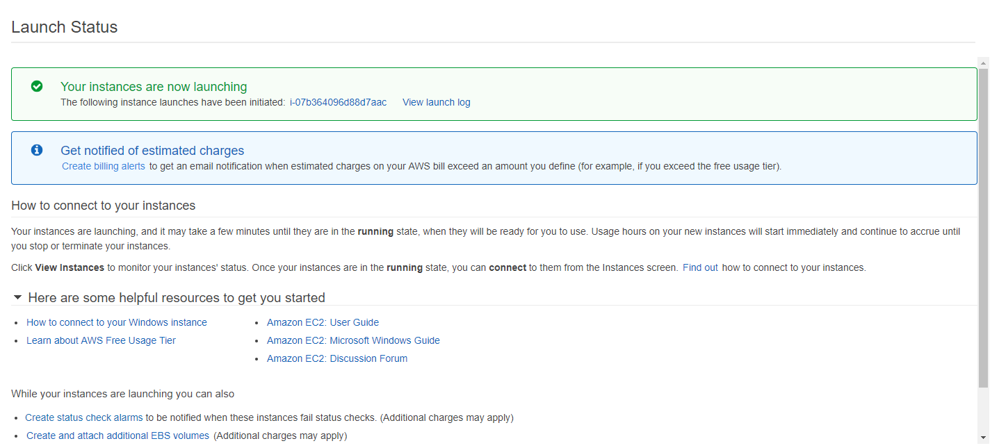 Launch Status
Your instances are now launching
The following instance launches have been initiated: i-07b364096d88d7aac View launch log
Get notified of estimated charges
Create billing alerts to get an email notification when estimated charges on your AWS bill exceed an amount you define (for example, if you exceed the free usage tier).
How to connect to your instances
Your instances are launching, and it may take a few minutes until they are in the running state, when they will be ready for you to use. Usage hours on your new instances will start immediately and continue to accrue until
you stop or terminate your instances.
Click View Instances to monitor your instances' status. Once your instances are in the running state, you can connect to them from the Instances screen. Find out how to connect to your instances.
Here are some helpful resources to get you started
How to connect to your Windows instance
Learn about AWS Free Usage Tier
Amazon EC2: User Guide
Amazon EC2: Microsoft Windows Guide
Amazon EC2: Discussion Forum
While your instances are launching you can also
Create status check alarms to be notified when these instances fail status checks. (Additional charges may apply)
Create and attach additional EBS volumes (Additional charges may apply)